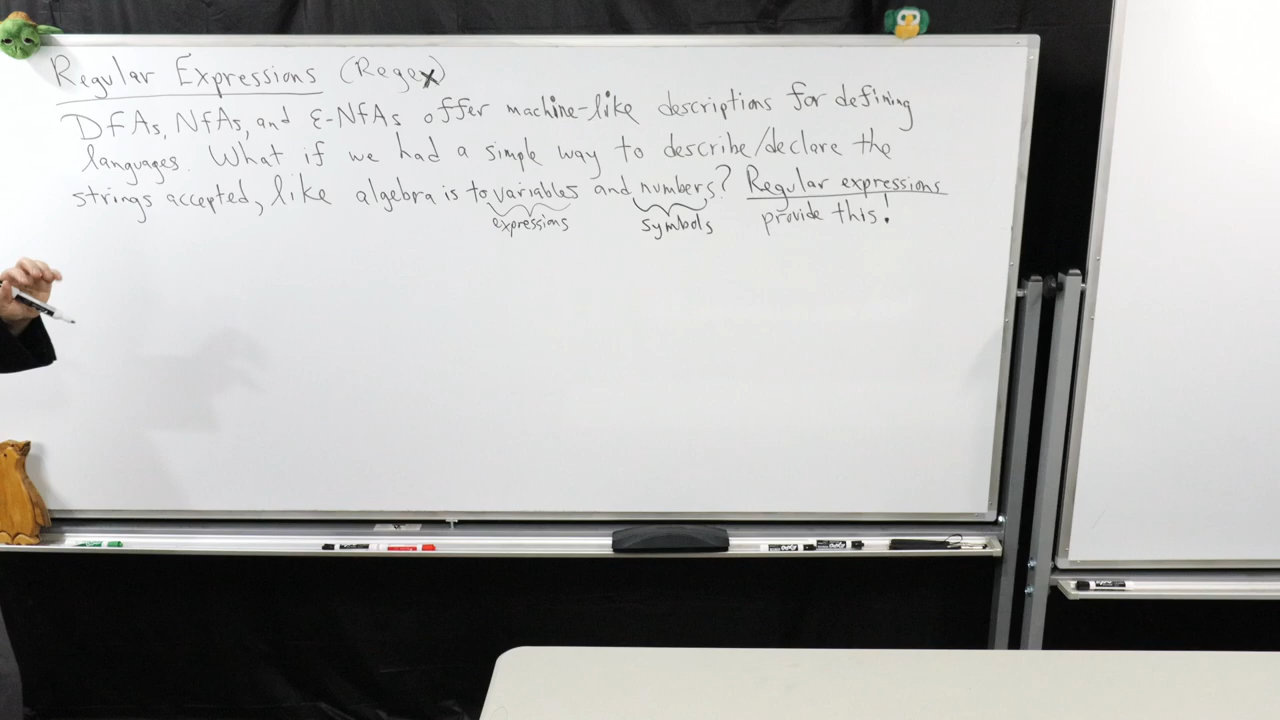 Regular Expressions (Regex)
DFAs, NFAs, and ε-NFAs offer machine-like descriptions for defining
languages. What if we had a simple way to describe/declare the
strings accepted, like algebra is to variables and numbers? Regular expressions
expressions symbols provide this!